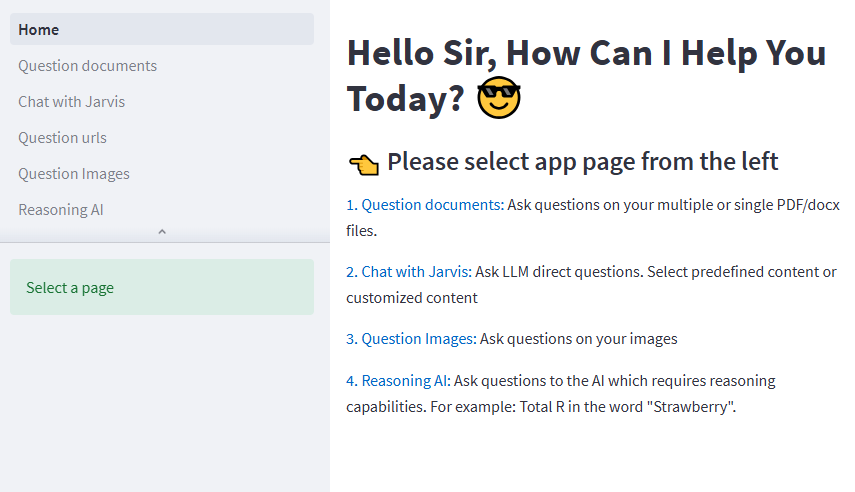 Home
Question documents
Chat with Jarvis
Question urls
Question Images
Reasoning AI
Select a page
Hello Sir, How Can I Help You
Today? 😎
👈 Please select app page from the left
1. Question documents: Ask questions on your multiple or single PDF/docx
files.
2. Chat with Jarvis: Ask LLM direct questions. Select predefined content or
customized content
3. Question Images: Ask questions on your images
4. Reasoning AI: Ask questions to the AI which requires reasoning
capabilities. For example: Total R in the word "Strawberry".